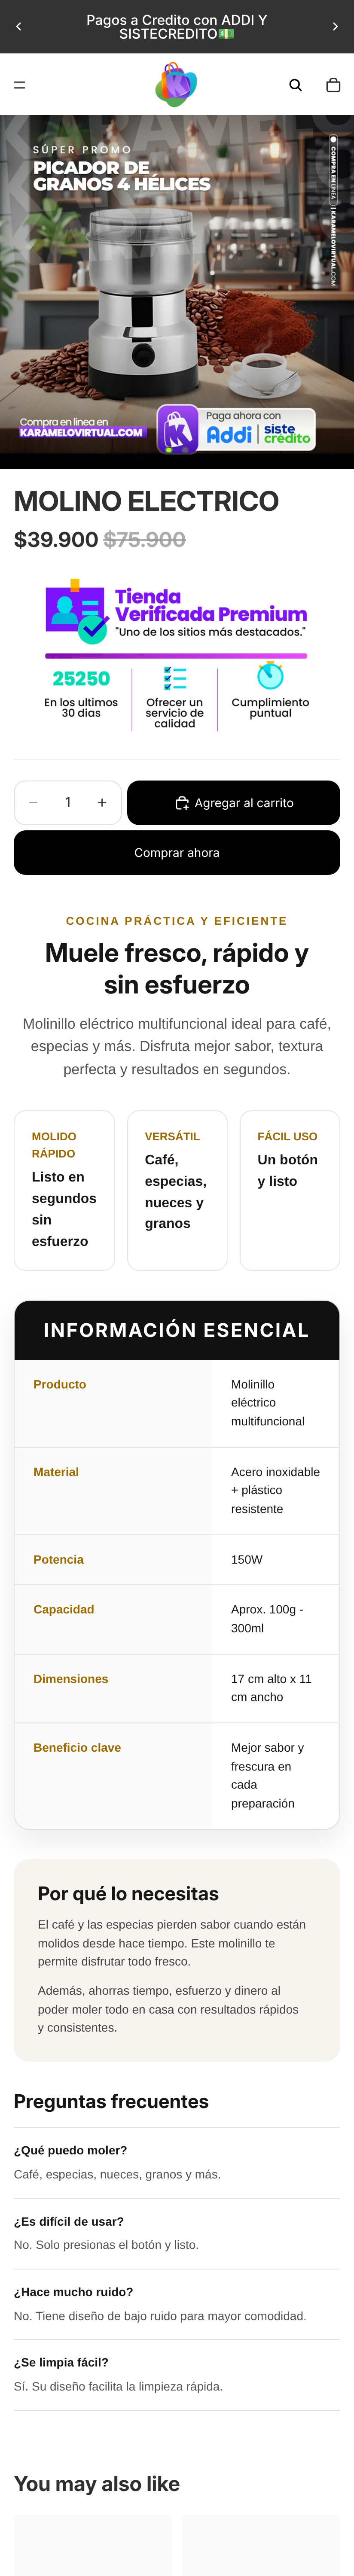 Pagos a Credito con ADDI Y
SISTECREDITO💵
SÚPER PROMO
PICADOR DE
GRANOS 4 HÉLICES
COMPRA EN LÍNEA | KARAMELOVIRTUAL.COM
Compra en linea en
KARAMELOVIRTUAL.COM
Paga ahora con
Addi | siste
crédito
MOLINO ELECTRICO
$39.900 $75.900
Tienda
Verificada Premium
"Uno de los sitios más destacados."
25250
En los ultimos
30 dias
Ofrecer un
servicio de
calidad
Cumplimiento
puntual
− 1 +
Agregar al carrito
Comprar ahora
COCINA PRÁCTICA Y EFICIENTE
Muele fresco, rápido y
sin esfuerzo
Molinillo eléctrico multifuncional ideal para café,
especias y más. Disfruta mejor sabor, textura
perfecta y resultados en segundos.
MOLIDO
RÁPIDO
Listo en
segundos
sin
esfuerzo
VERSÁTIL
Café,
especias,
nueces y
granos
FÁCIL USO
Un botón
y listo
INFORMACIÓN ESENCIAL
Producto
Molinillo
eléctrico
multifuncional
Material
Acero inoxidable
+ plástico
resistente
Potencia
150W
Capacidad
Aprox. 100g -
300ml
Dimensiones
17 cm alto x 11
cm ancho
Beneficio clave
Mejor sabor y
frescura en
cada
preparación
Por qué lo necesitas
El café y las especias pierden sabor cuando están
molidos desde hace tiempo. Este molinillo te
permite disfrutar todo fresco.
Además, ahorras tiempo, esfuerzo y dinero al
poder moler todo en casa con resultados rápidos
y consistentes.
Preguntas frecuentes
¿Qué puedo moler?
Café, especias, nueces, granos y más.
¿Es difícil de usar?
No. Solo presionas el botón y listo.
¿Hace mucho ruido?
No. Tiene diseño de bajo ruido para mayor comodidad.
¿Se limpia fácil?
Sí. Su diseño facilita la limpieza rápida.
You may also like